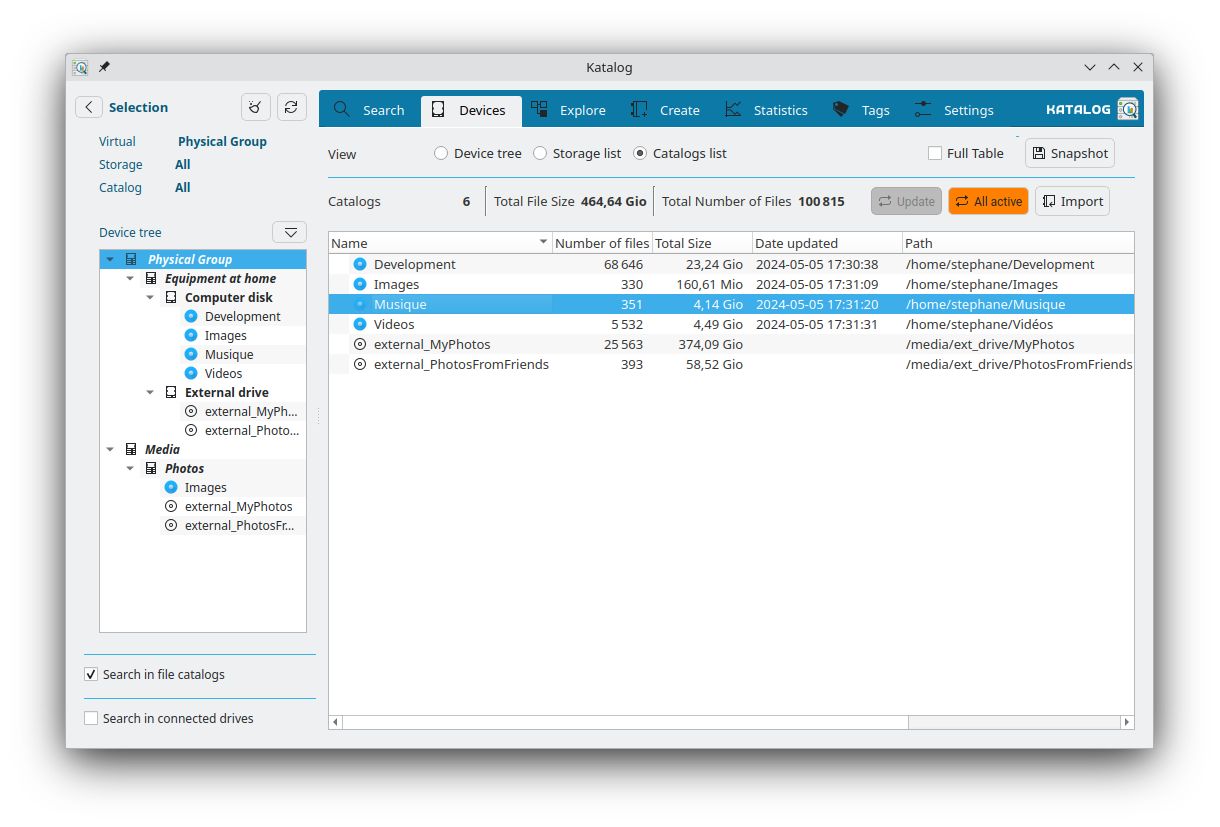 Katalog
Selection
Virtual Physical Group
Storage All
Catalog All
Device tree
Physical Group
Equipment at home
Computer disk
Development
Images
Musique
Videos
External drive
external_MyPh...
external_Photo...
Media
Photos
Images
external_MyPhotos
external_PhotosFr...
Search in file catalogs
Search in connected drives
Search Devices Explore Create Statistics Tags Settings KATALOG
View Device tree Storage list Catalogs list Full Table Snapshot
Catalogs 6 Total File Size 464,64 Gio Total Number of Files 100 815 Update All active Import
Name Number of files Total Size Date updated Path
Development 68 646 23,24 Gio 2024-05-05 17:30:38 /home/stephane/Development
Images 330 160,61 Mio 2024-05-05 17:31:09 /home/stephane/Images
Musique 351 4,14 Gio 2024-05-05 17:31:20 /home/stephane/Musique
Videos 5 532 4,49 Gio 2024-05-05 17:31:31 /home/stephane/Vidéos
external_MyPhotos 25 563 374,09 Gio /media/ext_drive/MyPhotos
external_PhotosFromFriends 393 58,52 Gio /media/ext_drive/PhotosFromFriends